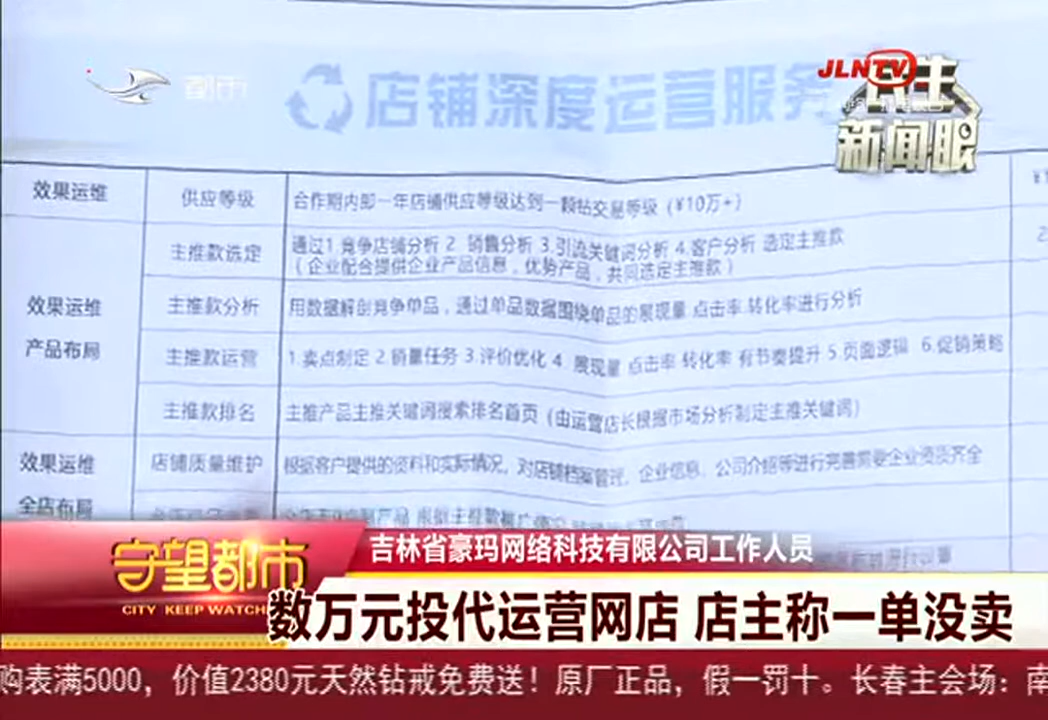 都市
JLNTV
民生
新闻眼
店铺深度运营服务
效果运维
供应等级
合作期内即一年店铺供应等级达到一颗钻交易等级（¥10万+）
主推款选定
通过1.竞争店铺分析 2 销售分析 3.引流关键词分析 4.客户分析 选定主推款
（企业配合提供企业产品信息，优势产品，共同选定主推款）
效果运维
产品布局
主推款分析
用数据解剖竞争单品，通过单品数据围绕单品的展现量 点击率 转化率进行分析
主推款运营
1.卖点制定 2.销量任务 3.评价优化 4 展现量 点击率 转化率 有节奏提升 5.页面逻辑 6.促销策略
主推款排名
主推产品主推关键词搜索排名首页（由运营店长根据市场分析制定主推关键词）
效果运维
全店布局
店铺质量维护
根据客户提供的资料和实际情况，对店铺档案管理、企业信息、公司介绍等进行完善需要企业资质齐全
守望都市
CITY KEEP WATCH
吉林省豪玛网络科技有限公司工作人员
数万元投代运营网店 店主称一单没卖
购表满5000，价值2380元天然钻戒免费送！原厂正品，假一罚十。长春主会场：南